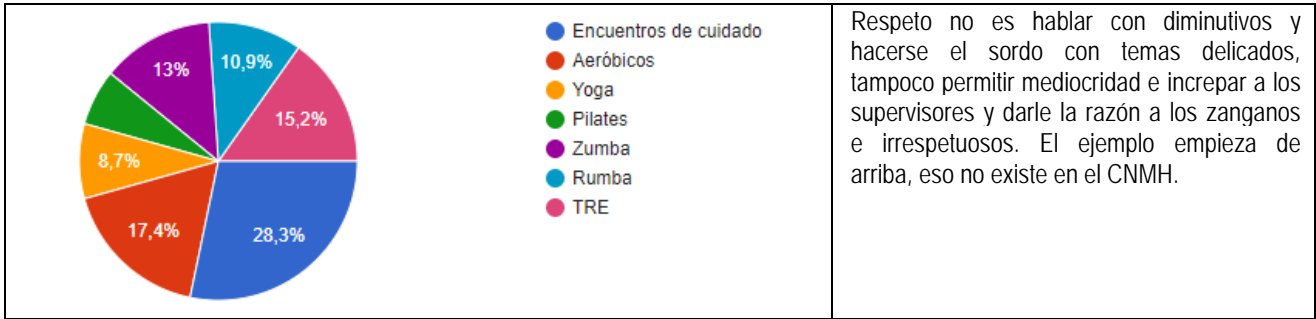 13%
10,9%
15,2%
8,7%
17,4%
28,3%
Encuentros de cuidado
Aeróbicos
Yoga
Pilates
Zumba
Rumba
TRE
Respeto no es hablar con diminutivos y
hacerse el sordo con temas delicados,
tampoco permitir mediocridad e increpar a los
supervisores y darle la razón a los zanganos
e irrespetuosos. El ejemplo empieza de
arriba, eso no existe en el CNMH.